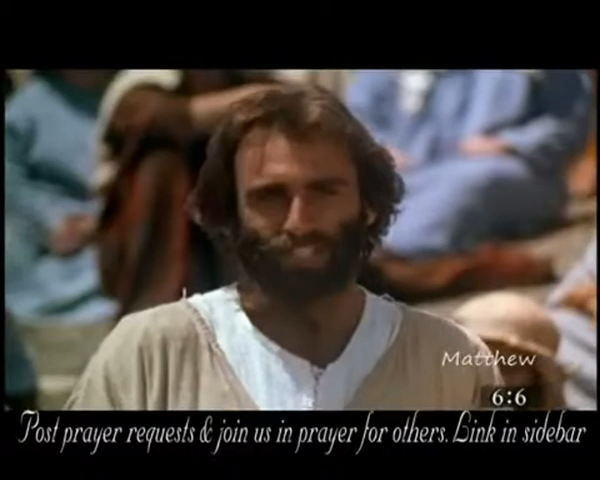 Matthew
6:6
Post prayer requests & join us in prayer for others. Link in sidebar